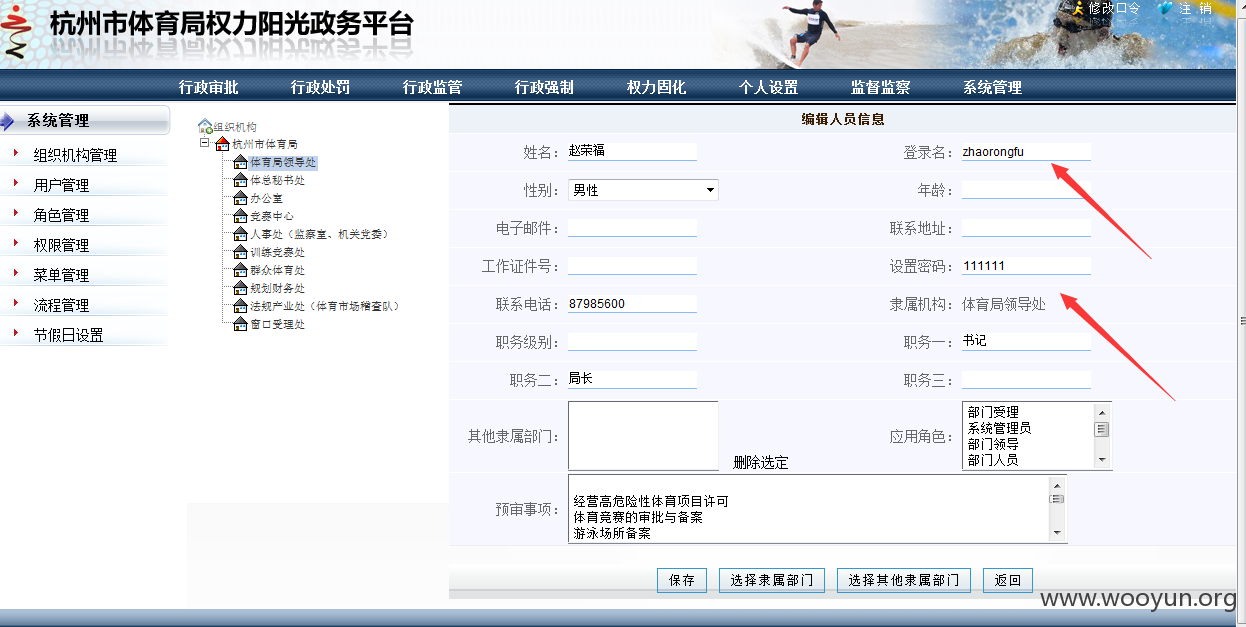 杭州市体育局权力阳光政务平台
修改口令 注 销
行政审批 行政处罚 行政监管 行政强制 权力固化 个人设置 监督监察 系统管理
系统管理
组织机构管理
用户管理
角色管理
权限管理
菜单管理
流程管理
节假日设置
组织机构
杭州市体育局
体育局领导处
体总秘书处
办公室
竞赛中心
人事处（监察室、机关党委）
训练竞赛处
群众体育处
规划财务处
法规产业处（体育市场稽查队）
窗口受理处
编辑人员信息
姓名： 赵荣福 登录名： zhaorongfu
性别： 男性 年龄：
电子邮件： 联系地址：
工作证件号： 设置密码： 111111
联系电话： 87985600 隶属机构： 体育局领导处
职务级别： 职务一： 书记
职务二： 局长 职务三：
其他隶属部门： 删除选定 应用角色：
部门受理
系统管理员
部门领导
部门人员
预审事项：
经营高危险性体育项目许可
体育竟赛的审批与备案
游泳场所备案
保存 选择隶属部门 选择其他隶属部门 返回
www.wooyun.org